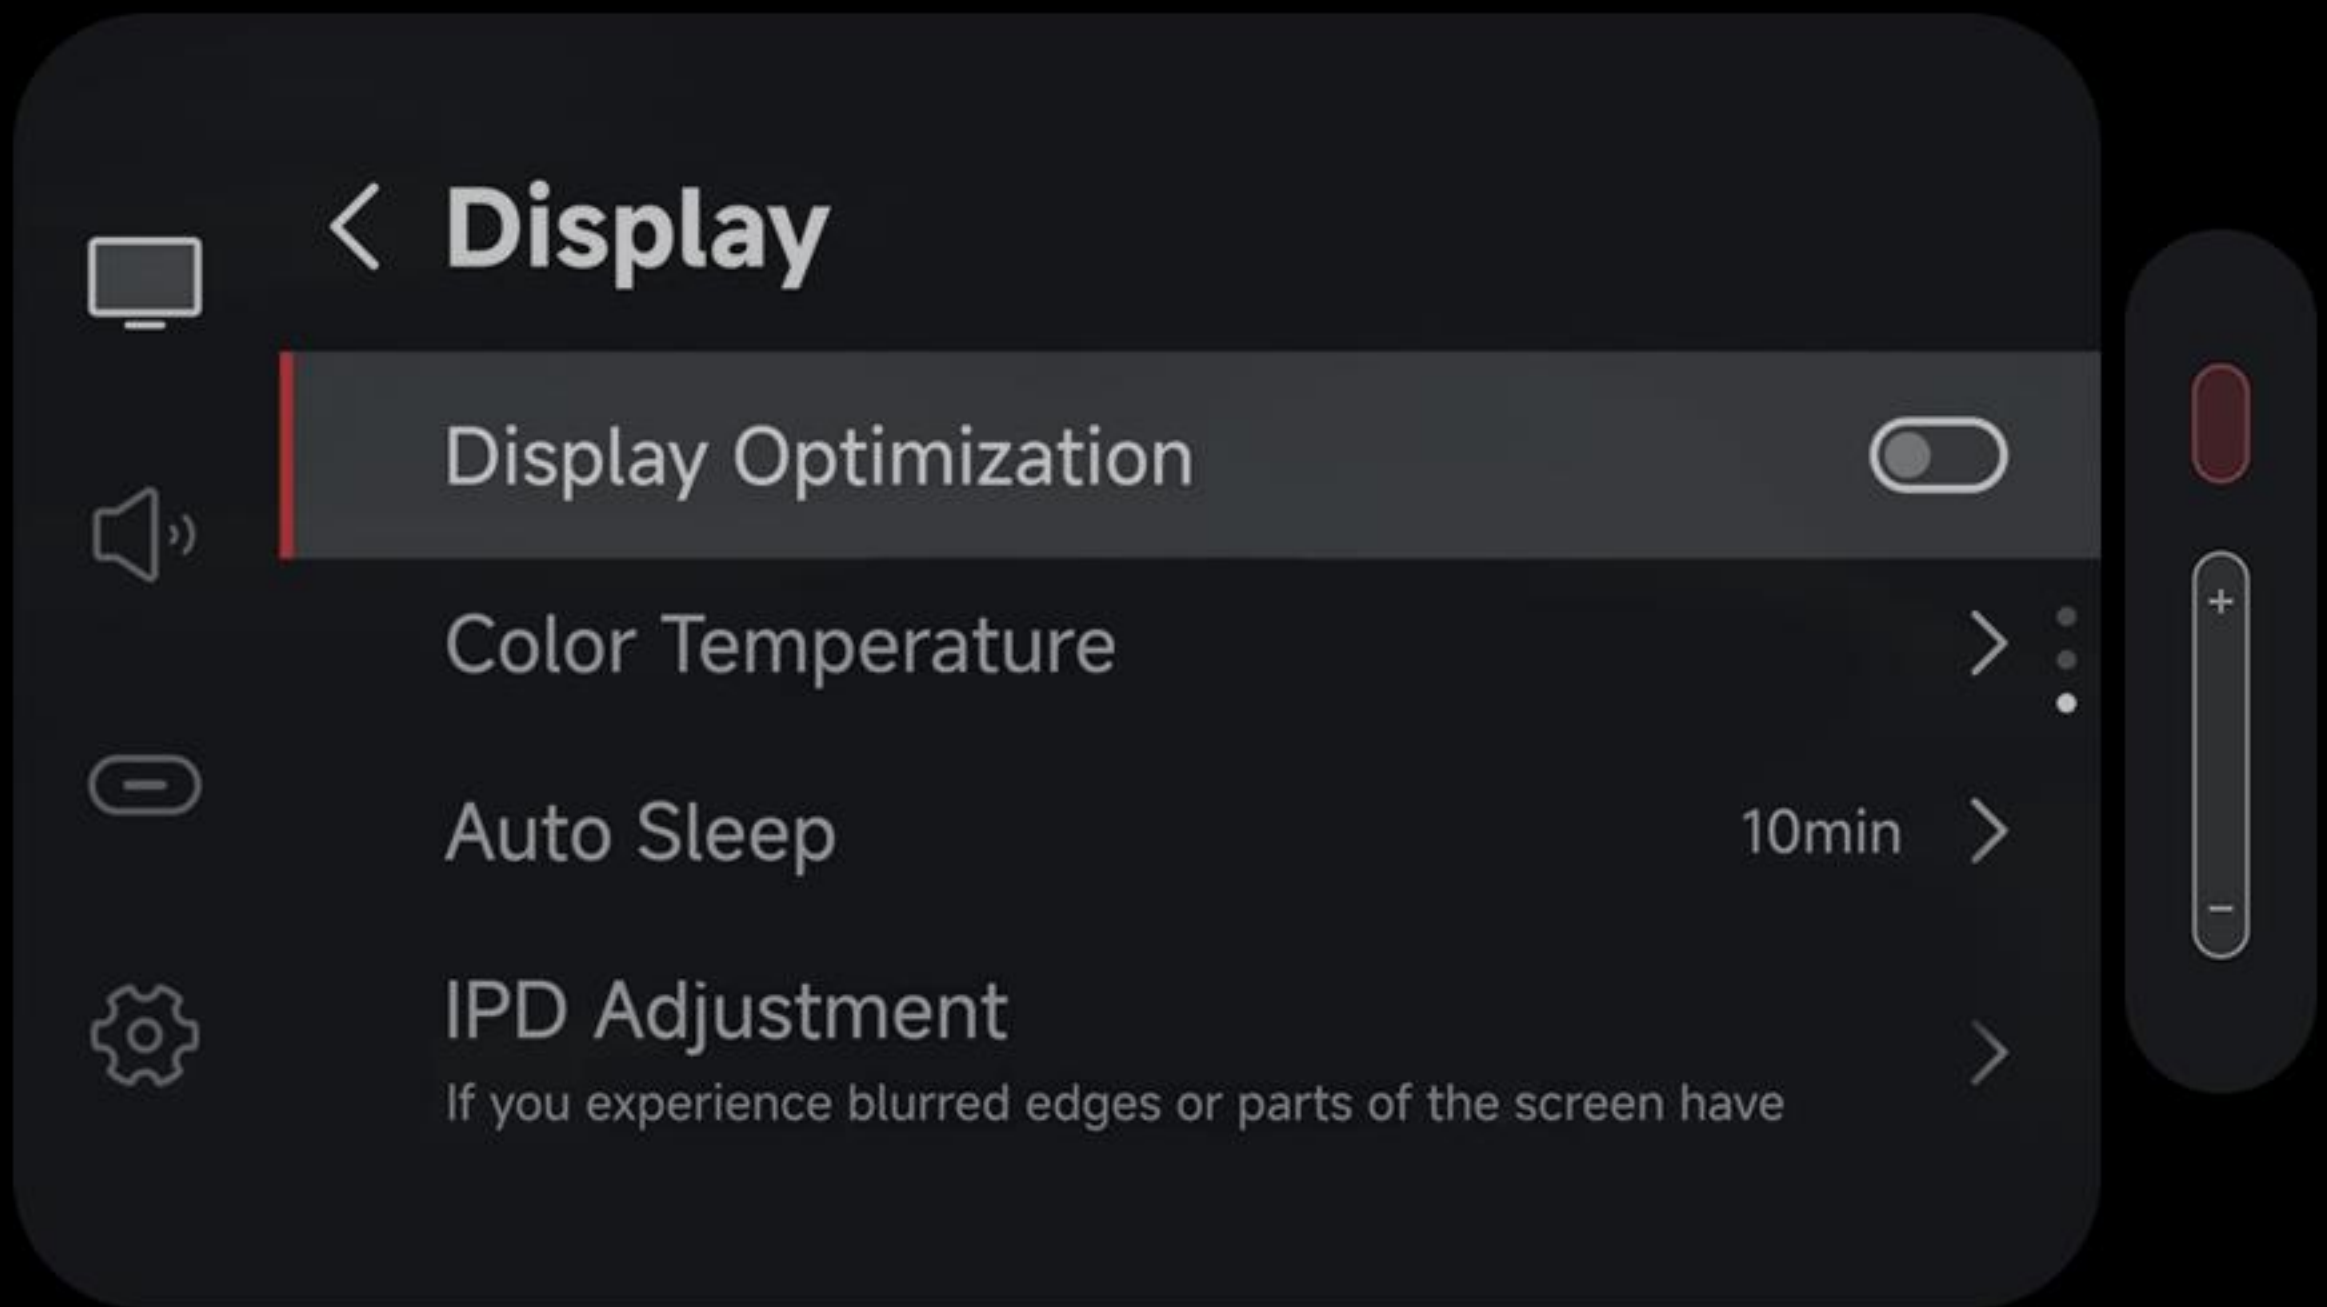 Display
Display Optimization
Color Temperature
Auto Sleep
10min
IPD Adjustment
If you experience blurred edges or parts of the screen have
+
−